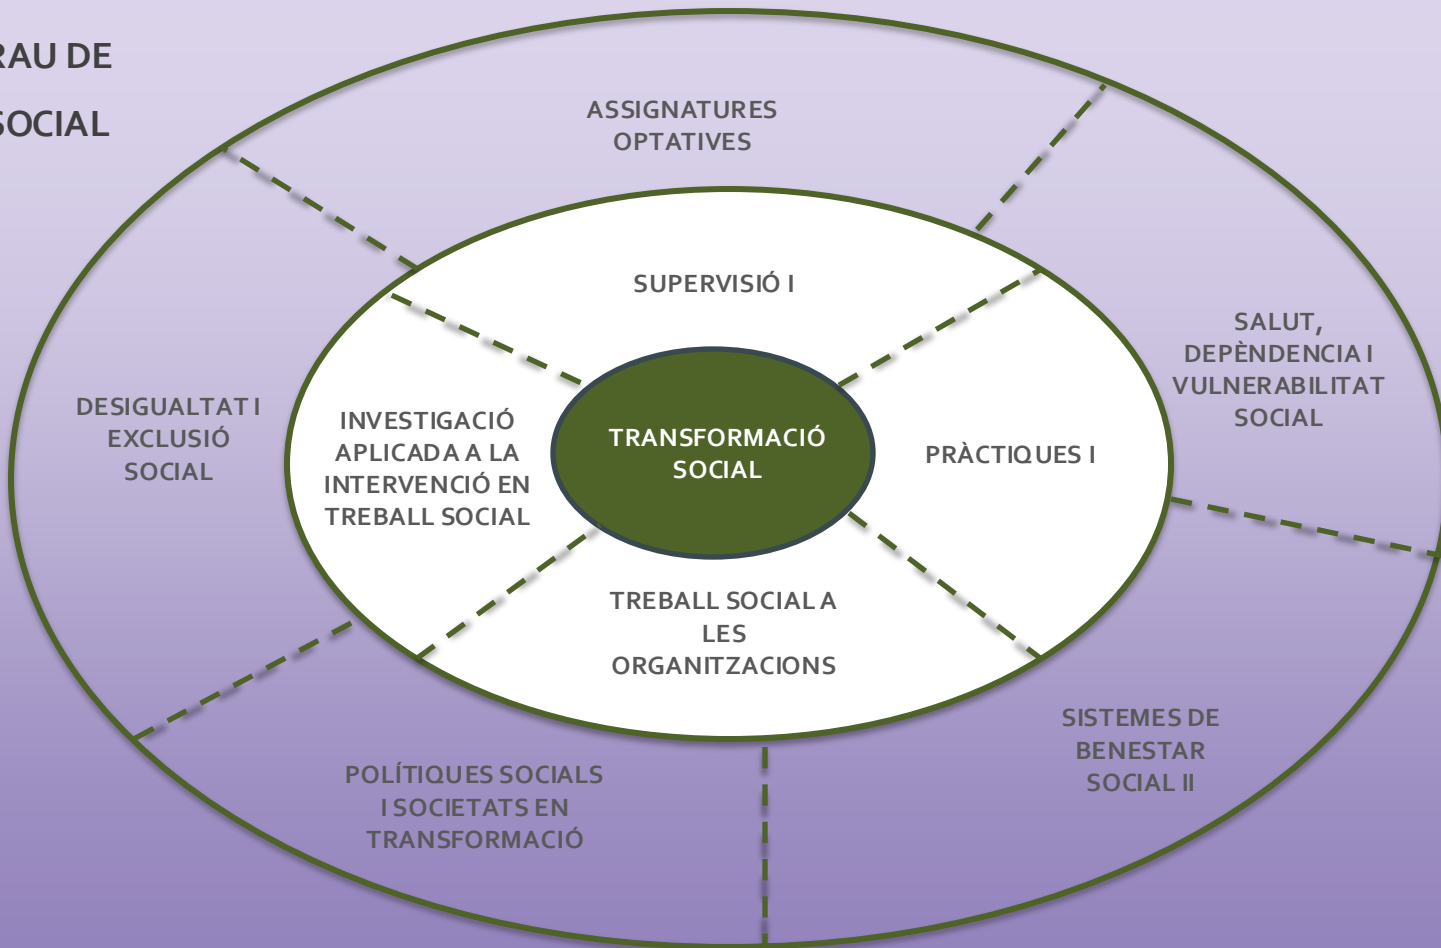 RAU DE
SOCIAL
ASSIGNATURES
OPTATIVES
SUPERVISIÓ I
SALUT,
DEPÈNDENCIA I
VULNERABILITAT
SOCIAL
DESIGUALTAT I
EXCLUSIÓ
SOCIAL
INVESTIGACIÓ
APLICADA A LA
INTERVENCIÓ EN
TREBALL SOCIAL
TRANSFORMACIÓ
SOCIAL
PRÀCTIQUES I
TREBALL SOCIAL A
LES
ORGANITZACIONS
SISTEMES DE
BENESTAR
SOCIAL II
POLÍTIQUES SOCIALS
I SOCIETATS EN
TRANSFORMACIÓ